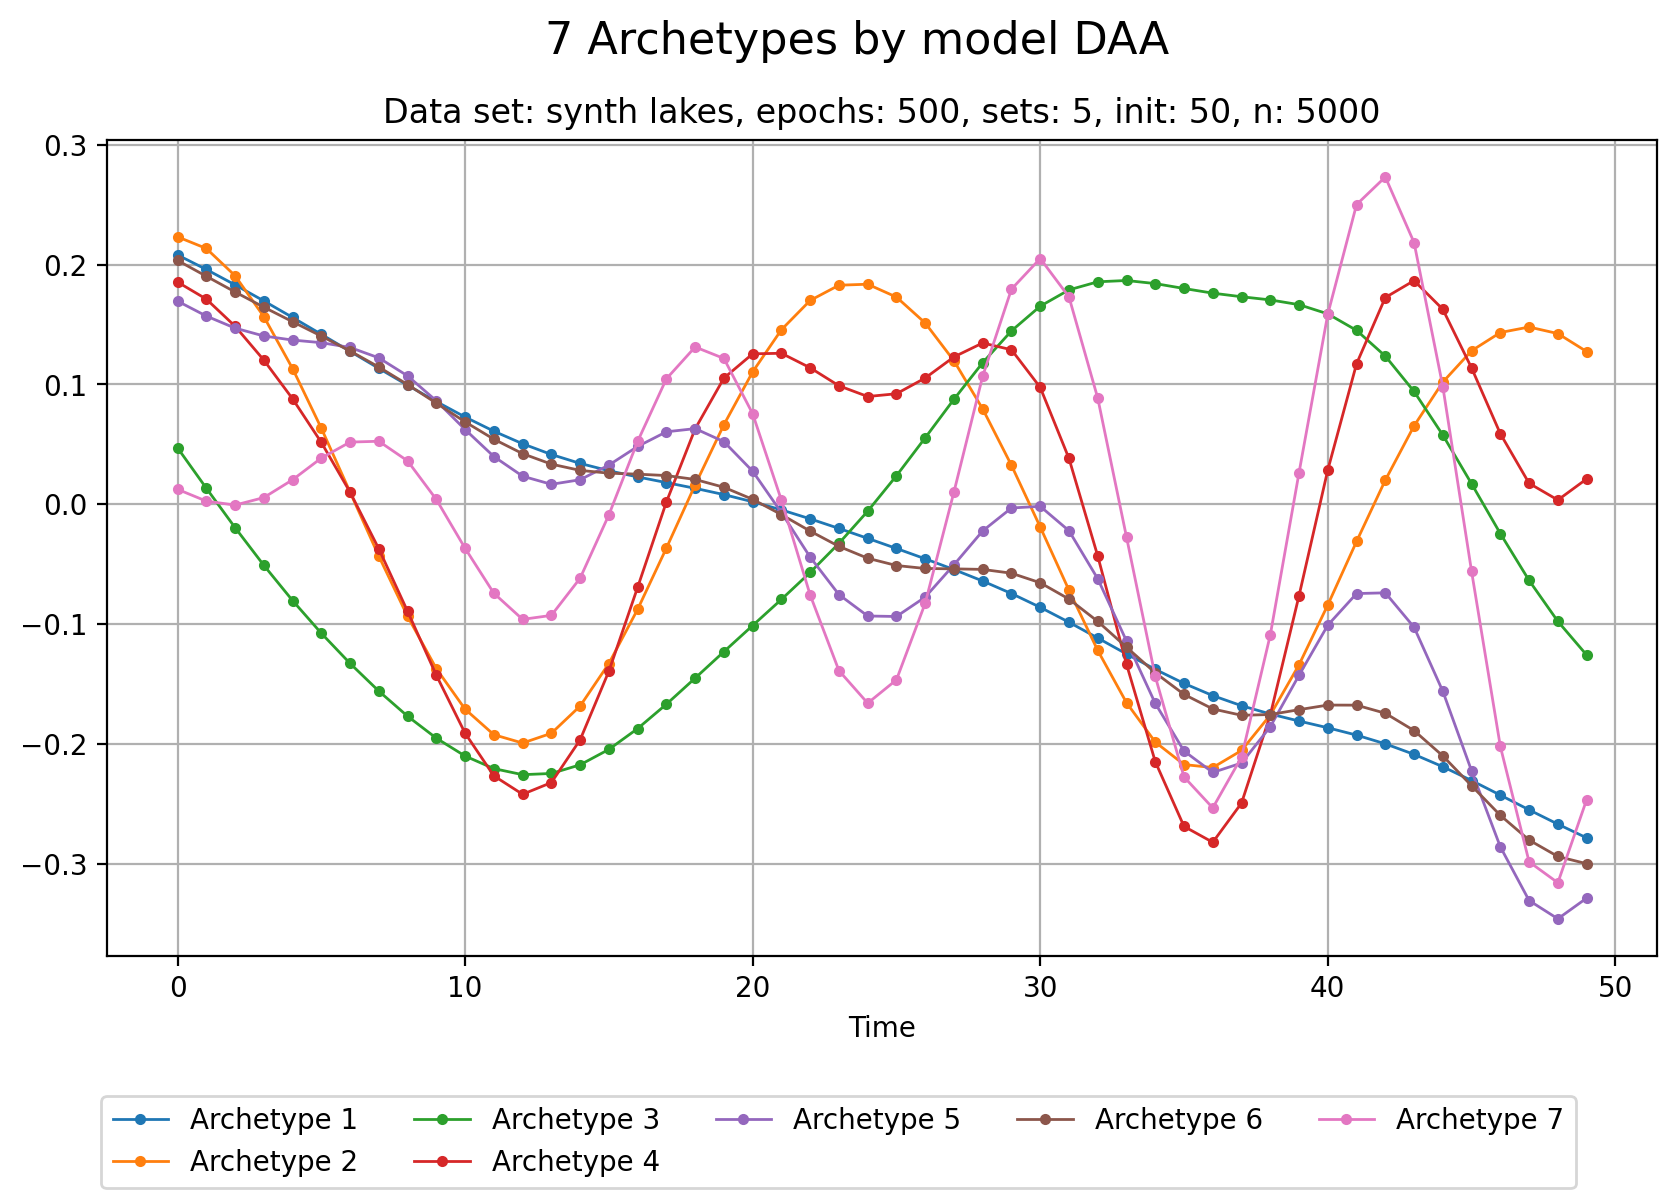 7 Archetypes by model DAA
Data set: synth lakes, epochs: 500, sets: 5, init: 50, n: 5000
0.3
0.2
0.1
0.0
−0.1
−0.2
−0.3
0 10 20 30 40 50
Time
Archetype 1 Archetype 3 Archetype 5 Archetype 6 Archetype 7
Archetype 2 Archetype 4